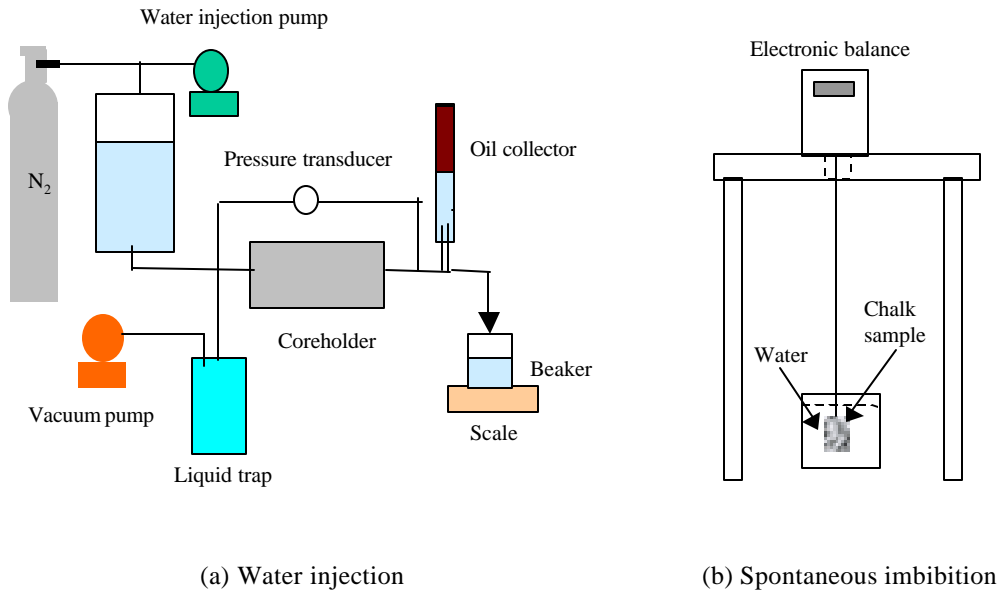 Water injection pump
Electronic balance
N2
Pressure transducer
Oil collector
Coreholder
Chalk
sample
Water
Beaker
Vacuum pump
Scale
Liquid trap
(a) Water injection
(b) Spontaneous imbibition